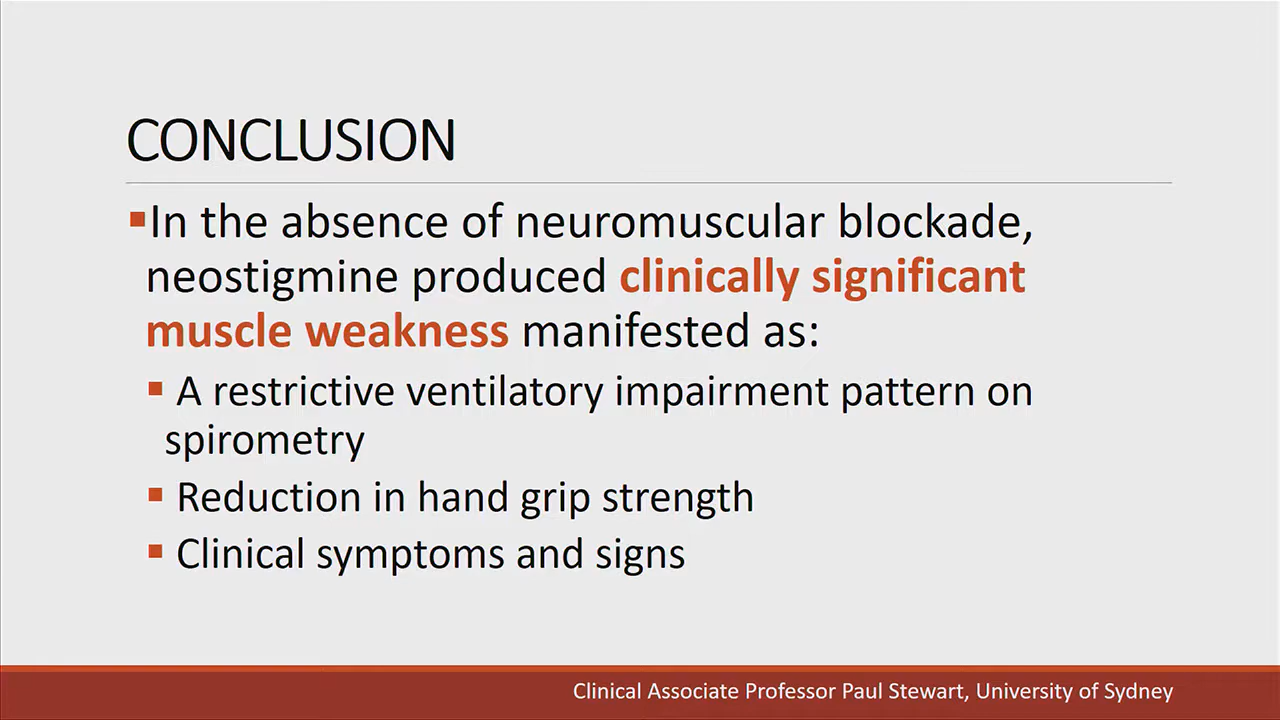 CONCLUSION
In the absence of neuromuscular blockade,
neostigmine produced clinically significant
muscle weakness manifested as:
A restrictive ventilatory impairment pattern on
spirometry
Reduction in hand grip strength
Clinical symptoms and signs
Clinical Associate Professor Paul Stewart, University of Sydney